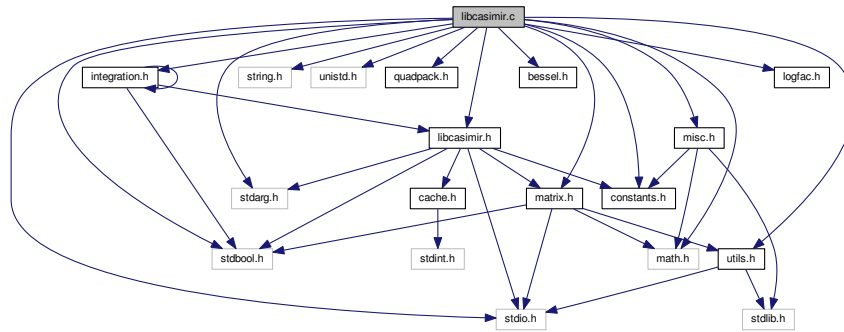 libcasimir.c
integration.h
string.h
unistd.h
quadpack.h
bessel.h
logfac.h
libcasimir.h
misc.h
stdarg.h
cache.h
matrix.h
constants.h
stdbool.h
stdint.h
math.h
utils.h
stdio.h
stdlib.h